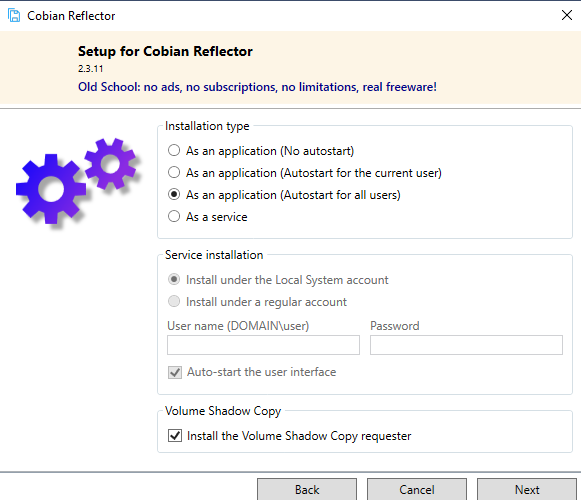 Cobian Reflector
Setup for Cobian Reflector
2.3.11
Old School: no ads, no subscriptions, no limitations, real freeware!
Installation type
As an application (No autostart)
As an application (Autostart for the current user)
As an application (Autostart for all users)
As a service
Service installation
Install under the Local System account
Install under a regular account
User name (DOMAIN\user) Password
Auto-start the user interface
Volume Shadow Copy
Install the Volume Shadow Copy requester
Back Cancel Next